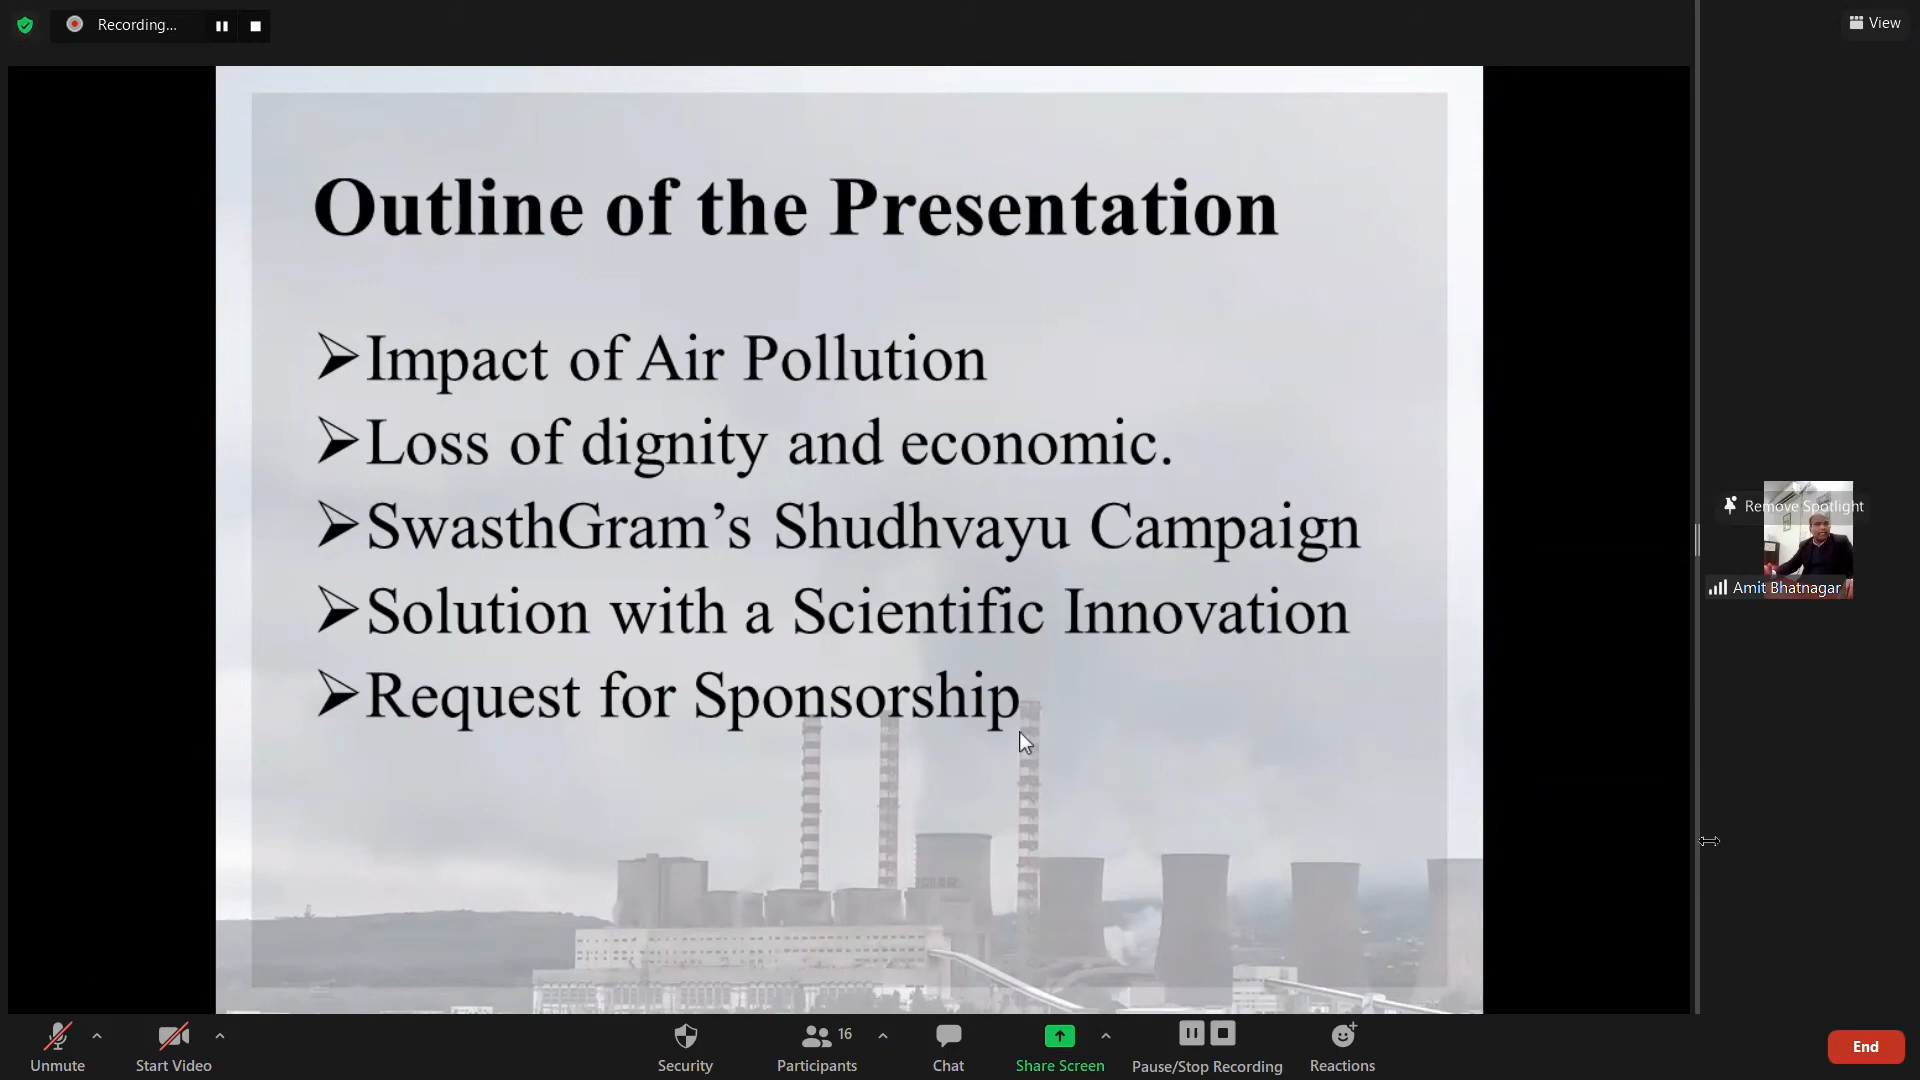 Recording...
View
Outline of the Presentation
➢Impact of Air Pollution
➢Loss of dignity and economic.
➢SwasthGram’s Shudhvayu Campaign
➢Solution with a Scientific Innovation
➢Request for Sponsorship
Remove Spotlight
Amit Bhatnagar
16
Unmute
Start Video
Security
Participants
Chat
Share Screen
Pause/Stop Recording
Reactions
End